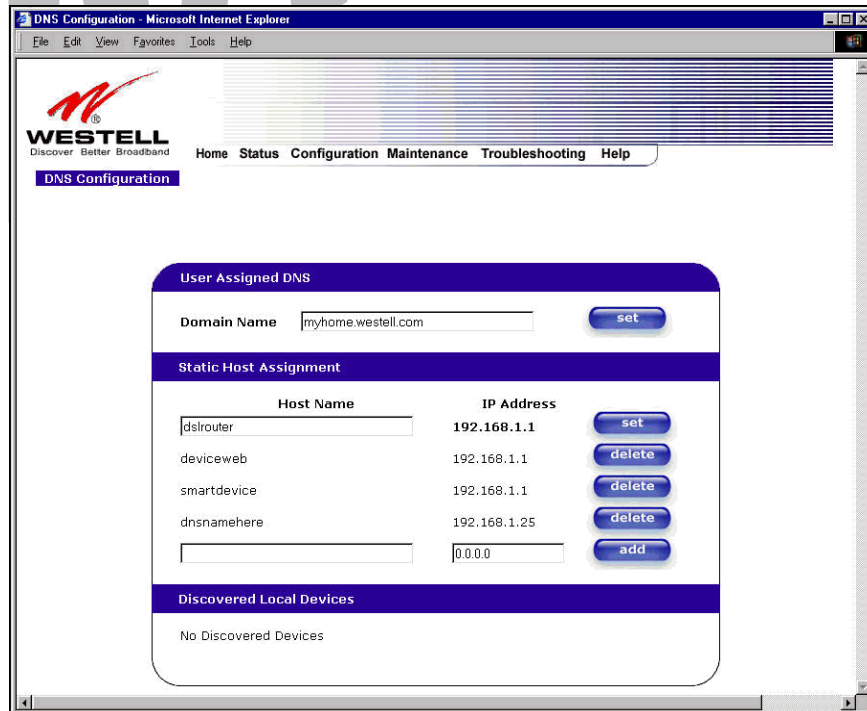 DNS Configuration - Microsoft Internet Explorer
File Edit View Favorites Tools Help
®
WESTELL
Discover Better Broadband
Home Status Configuration Maintenance Troubleshooting Help
DNS Configuration
User Assigned DNS
Domain Name myhome.westell.com set
Static Host Assignment
Host Name IP Address
dslrouter 192.168.1.1 set
deviceweb 192.168.1.1 delete
smartdevice 192.168.1.1 delete
dnsnamehere 192.168.1.25 delete
0.0.0.0 add
Discovered Local Devices
No Discovered Devices